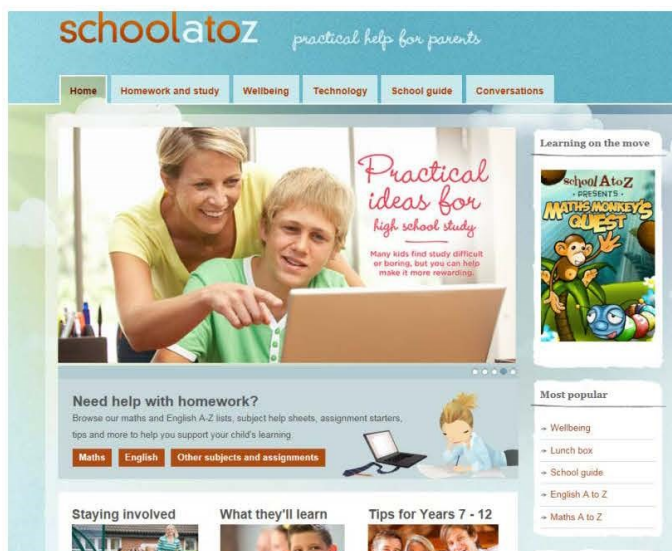 schoolatoz
practical help for parents
Home
Homework and study
Wellbeing
Technology
School guide
Conversations
Practical
ideas for
high school study
Many kids find study difficult
or boring, but you can help
make it more rewarding.
Learning on the move
school A to Z
· PRESENTS ·
MATHS MONKEY'S
QUEST
Need help with homework?
Browse our maths and English A-Z lists, subject help sheets, assignment starters,
tips and more to help you support your child's learning
Maths
English
Other subjects and assignments
Most popular
Wellbeing
Lunch box
School guide
English A to Z
Maths A to Z
Staying involved
What they'll learn
Tips for Years 7 - 12